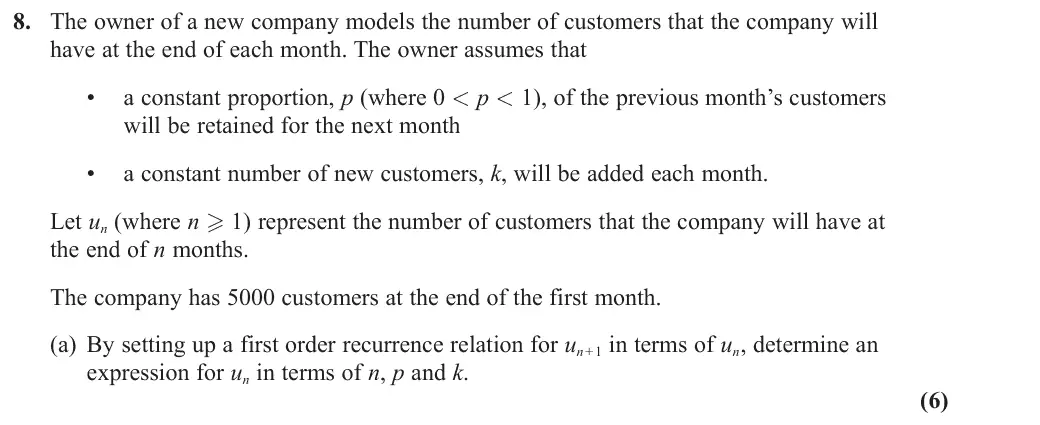 8. The owner of a new company models the number of customers that the company will
have at the end of each month. The owner assumes that
• a constant proportion, p (where 0 < p < 1), of the previous month’s customers
will be retained for the next month
• a constant number of new customers, k, will be added each month.
Let uₙ (where n ⩾ 1) represent the number of customers that the company will have at
the end of n months.
The company has 5000 customers at the end of the first month.
(a) By setting up a first order recurrence relation for uₙ₊₁ in terms of uₙ, determine an
expression for uₙ in terms of n, p and k.
(6)